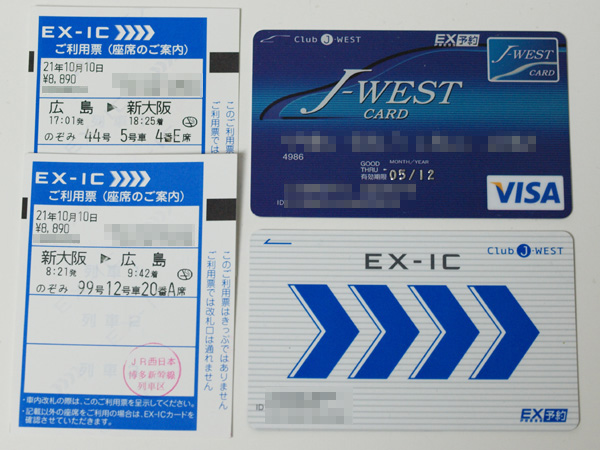 EX-IC
ご利用票(座席のご案内)
21年10月10日
¥8,890
広島 ▶ 新大阪
17:01発 18:25着
のぞみ 44号 5号車 4番E席
EX-IC
ご利用票(座席のご案内)
21年10月10日
¥8,890
新大阪 ▶ 広島
8:21発 9:42着
のぞみ 99号 12号車 20番A席
JR西日本
博多新幹線
列車区
・車内改札の際は、このご利用票を呈示してください。
・記載以外の座席をご利用の場合は、EX-ICカードを
確認させていただきます。
このご利用票はきっぷではありません
ご利用票では改札口は通れません
Club J-WEST
EX予約
J-WEST
CARD
J-WEST
CARD
4986
GOOD
THRU
有効期限
MONTH/YEAR
05/12
ID
VISA
Club J-WEST
EX-IC
ID
EX予約